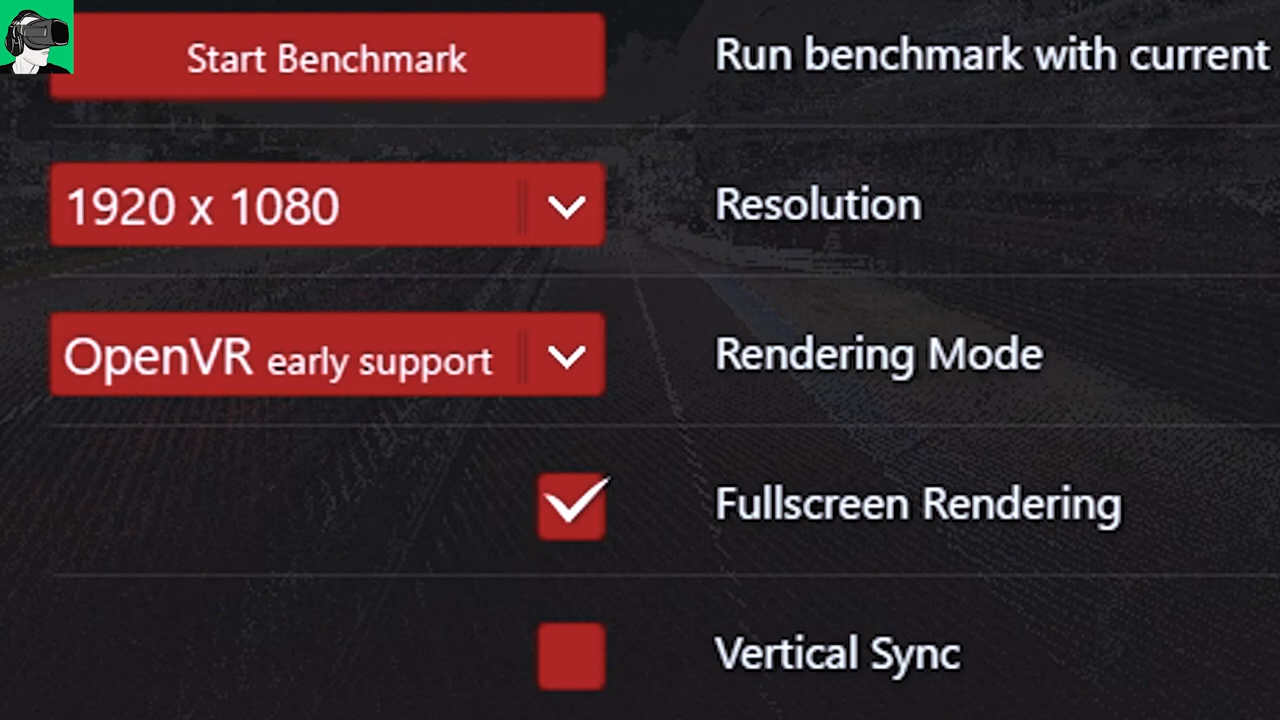 Start Benchmark
Run benchmark with current
1920 x 1080
Resolution
OpenVR early support
Rendering Mode
Fullscreen Rendering
Vertical Sync